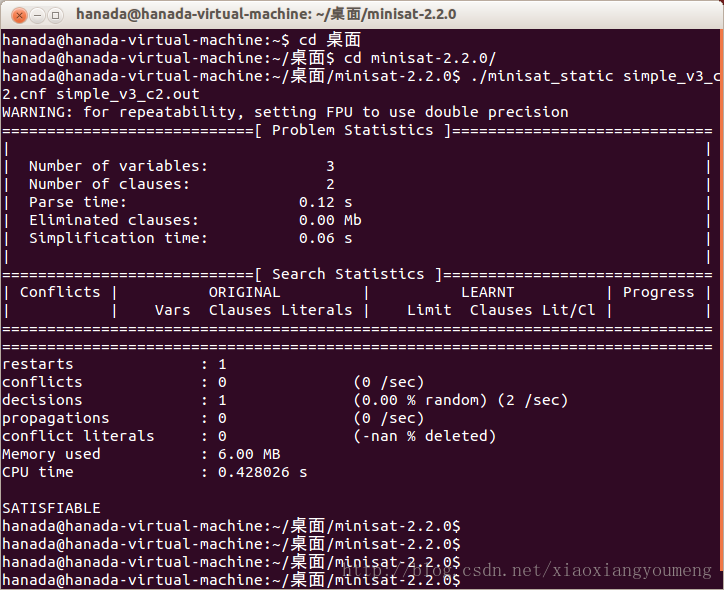 hanada@hanada-virtual-machine: ~/桌面/minisat-2.2.0
hanada@hanada-virtual-machine:~$ cd 桌面
hanada@hanada-virtual-machine:~/桌面$ cd minisat-2.2.0/
hanada@hanada-virtual-machine:~/桌面/minisat-2.2.0$ ./minisat_static simple_v3_c
2.cnf simple_v3_c2.out
WARNING: for repeatability, setting FPU to use double precision
============================[ Problem Statistics ]=============================
|                                                                             |
|  Number of variables:             3                                         |
|  Number of clauses:               2                                         |
|  Parse time:                   0.12 s                                       |
|  Eliminated clauses:           0.00 Mb                                      |
|  Simplification time:          0.06 s                                       |
|                                                                             |
============================[ Search Statistics ]==============================
| Conflicts |          ORIGINAL         |          LEARNT          | Progress |
|           |    Vars  Clauses Literals |    Limit  Clauses Lit/Cl |          |
===============================================================================
===============================================================================
restarts              : 1
conflicts             : 0              (0 /sec)
decisions             : 1              (0.00 % random) (2 /sec)
propagations          : 0              (0 /sec)
conflict literals     : 0              (-nan % deleted)
Memory used           : 6.00 MB
CPU time              : 0.428026 s

SATISFIABLE
hanada@hanada-virtual-machine:~/桌面/minisat-2.2.0$
hanada@hanada-virtual-machine:~/桌面/minisat-2.2.0$
hanada@hanada-virtual-machine:~/桌面/minisat-2.2.0$
hanada@hanada-virtual-machine:~/桌面/minisat-2.2.0$
http://blog.csdn.net/xiaoxiangyoumeng